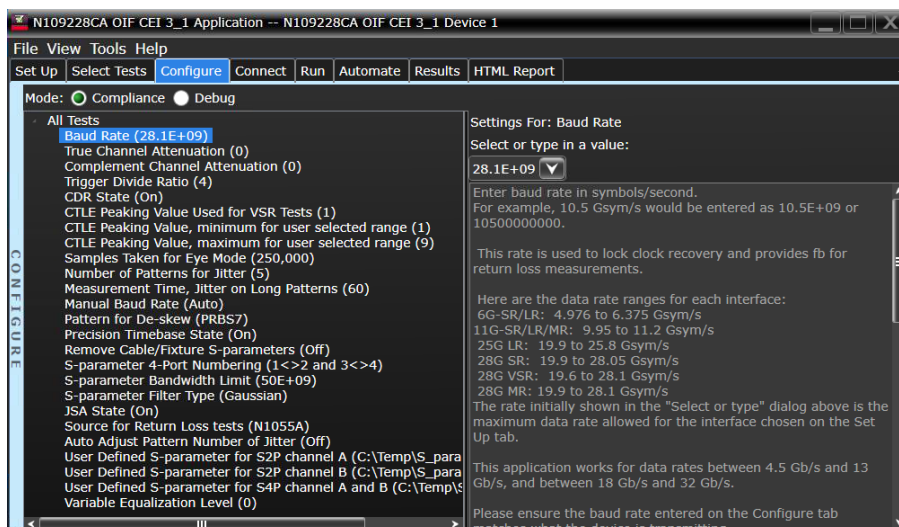 N109228CA OIF CEI 3_1 Application -- N109228CA OIF CEI 3_1 Device 1
File View Tools Help
Set Up Select Tests Configure Connect Run Automate Results HTML Report
Mode: Compliance Debug
CONFIGURE
All Tests
Baud Rate (28.1E+09)
True Channel Attenuation (0)
Complement Channel Attenuation (0)
Trigger Divide Ratio (4)
CDR State (On)
CTLE Peaking Value Used for VSR Tests (1)
CTLE Peaking Value, minimum for user selected range (1)
CTLE Peaking Value, maximum for user selected range (9)
Samples Taken for Eye Mode (250,000)
Number of Patterns for Jitter (5)
Measurement Time, Jitter on Long Patterns (60)
Manual Baud Rate (Auto)
Pattern for De-skew (PRBS7)
Precision Timebase State (On)
Remove Cable/Fixture S-parameters (Off)
S-parameter 4-Port Numbering (1<>2 and 3<>4)
S-parameter Bandwidth Limit (50E+09)
S-parameter Filter Type (Gaussian)
JSA State (On)
Source for Return Loss tests (N1055A)
Auto Adjust Pattern Number of Jitter (Off)
User Defined S-parameter for S2P channel A (C:\Temp\S_para
User Defined S-parameter for S2P channel B (C:\Temp\S_para
User Defined S-parameter for S4P channel A and B (C:\Temp\S
Variable Equalization Level (0)
Settings For: Baud Rate
Select or type in a value:
28.1E+09
Enter baud rate in symbols/second.
For example, 10.5 Gsym/s would be entered as 10.5E+09 or
10500000000.
This rate is used to lock clock recovery and provides fb for
return loss measurements.
Here are the data rate ranges for each interface:
6G-SR/LR: 4.976 to 6.375 Gsym/s
11G-SR/LR/MR: 9.95 to 11.2 Gsym/s
25G LR: 19.9 to 25.8 Gsym/s
28G SR: 19.9 to 28.05 Gsym/s
28G VSR: 19.6 to 28.1 Gsym/s
28G MR: 19.9 to 28.1 Gsym/s
The rate initially shown in the "Select or type" dialog above is the
maximum data rate allowed for the interface chosen on the Set
Up tab.
This application works for data rates between 4.5 Gb/s and 13
Gb/s, and between 18 Gb/s and 32 Gb/s.
Please ensure the baud rate entered on the Configure tab
matches what the device is transmitting